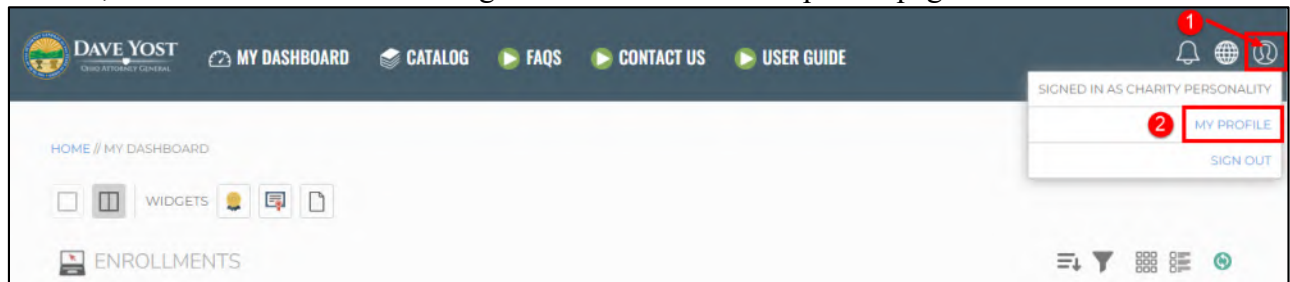 DAVE YOST
OHIO ATTORNEY GENERAL
MY DASHBOARD
CATALOG
FAQS
CONTACT US
USER GUIDE
1
SIGNED IN AS CHARITY PERSONALITY
2 MY PROFILE
SIGN OUT
HOME // MY DASHBOARD
WIDGETS
ENROLLMENTS